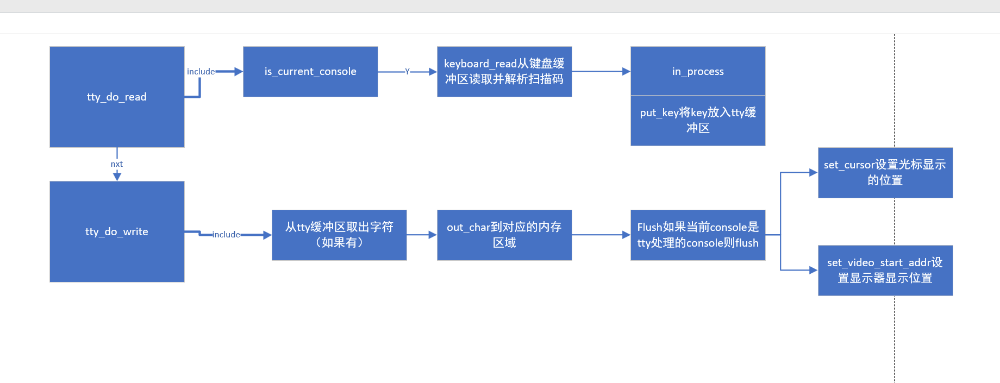 tty_do_read
include
is_current_console
Y
keyboard_read从键盘缓
冲区读取并解析扫描码
in_process
put_key将key放入tty缓
冲区
nxt
tty_do_write
include
从tty缓冲区取出字符
（如果有）
out_char到对应的内存
区域
Flush如果当前console是
tty处理的console则flush
set_cursor设置光标显示
的位置
set_video_start_addr设
置显示器显示位置